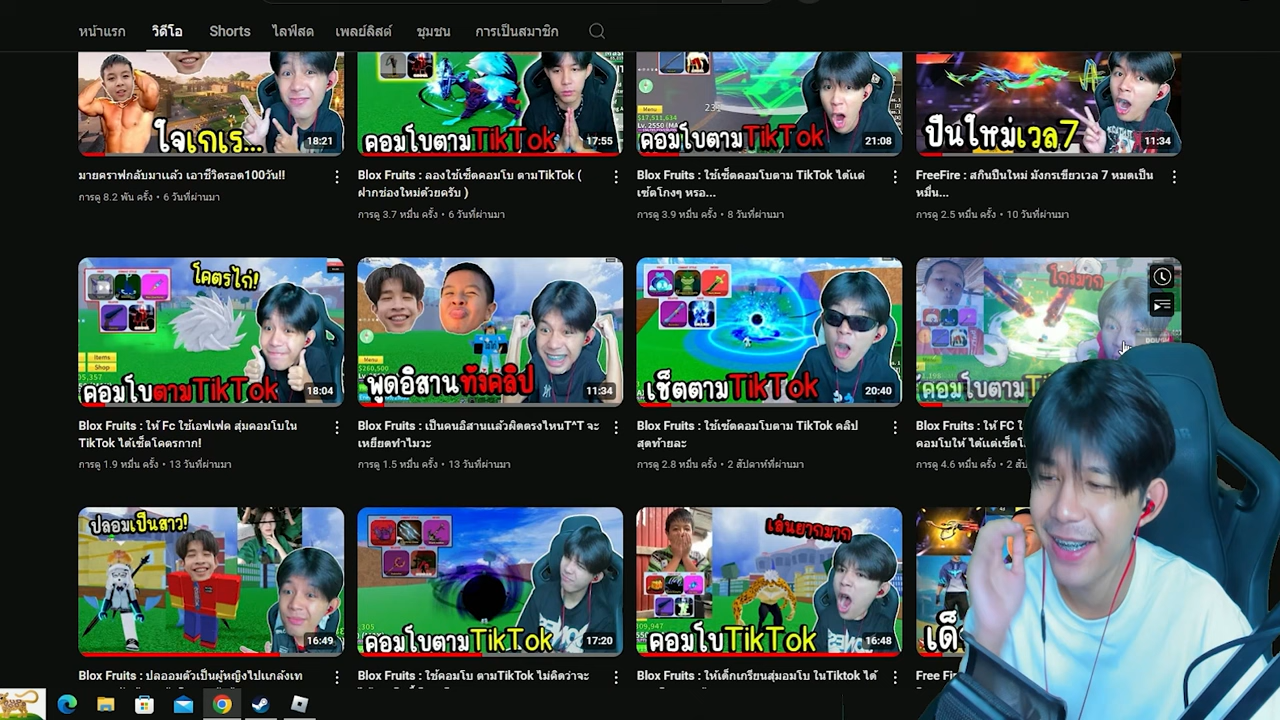 หน้าแรก วิดีโอ Shorts ไลฟ์สด เพลย์ลิสต์ ชุมชน การเป็นสมาชิก
ใจเกเร...
18:21
คอมโบตามTikTok
17:55
คอมโบตามTikTok
21:08
ปืนใหม่เวล7
11:34
มายคราฟกลับมาแล้ว เอาชีวิตรอด100วัน!!
การดู 8.2 พัน ครั้ง • 6 วันที่ผ่านมา
Blox Fruits : ลองใช้เซ็ตคอมโบ ตามTikTok (
ฝากช่องใหม่ด้วยครับ )
การดู 3.7 หมื่น ครั้ง • 6 วันที่ผ่านมา
Blox Fruits : ใช้เซ็ตคอมโบตาม TikTok ได้แต่
เซ้ตโกงๆ หรอ...
การดู 3.9 หมื่น ครั้ง • 8 วันที่ผ่านมา
FreeFire : สกินปืนใหม่ มังกรเขียวเวล 7 หมดเป็น
หมื่น...
การดู 2.5 หมื่น ครั้ง • 10 วันที่ผ่านมา
โคตรไก่!
Items
Shop
คอมโบตามTikTok
18:04
Menu
พูดอิสานทังคลิป
11:34
เซ็ตตามTikTok
20:40
โกงมาก
คอมโบตาม
Blox Fruits : ให้ Fc ใช้เอฟเฟค สุ่มคอมโบใน
TikTok ได้เซ็ตโคตรกาก!
การดู 1.9 หมื่น ครั้ง • 13 วันที่ผ่านมา
Blox Fruits : เป็นคนอีสานแล้วผิดตรงไหนT^T จะ
เหยียดทำไมวะ
การดู 1.5 หมื่น ครั้ง • 13 วันที่ผ่านมา
Blox Fruits : ใช้เซ้ตคอมโบตาม TikTok คลิป
สุดท้ายละ
การดู 2.8 หมื่น ครั้ง • 2 สัปดาห์ที่ผ่านมา
Blox Fruits : ให้ FC
คอมโบให้ ได้แต่เซ้ต
การดู 4.6 หมื่น ครั้ง • 2
ปลอมเป็นสาว!
16:49
คอมโบตามTikTok
17:20
เล่นยากมาก
คอมโบTikTok
16:48
Blox Fruits : ปลออมตัวเป็นผู้หญิงไปแกล้งเท
Blox Fruits : ใช้คอมโบ ตามTikTok ไม่คิดว่าจะ
Blox Fruits : ให้เด็กเกรียนสุ่มอมโบ ในTiktok ได้
Free